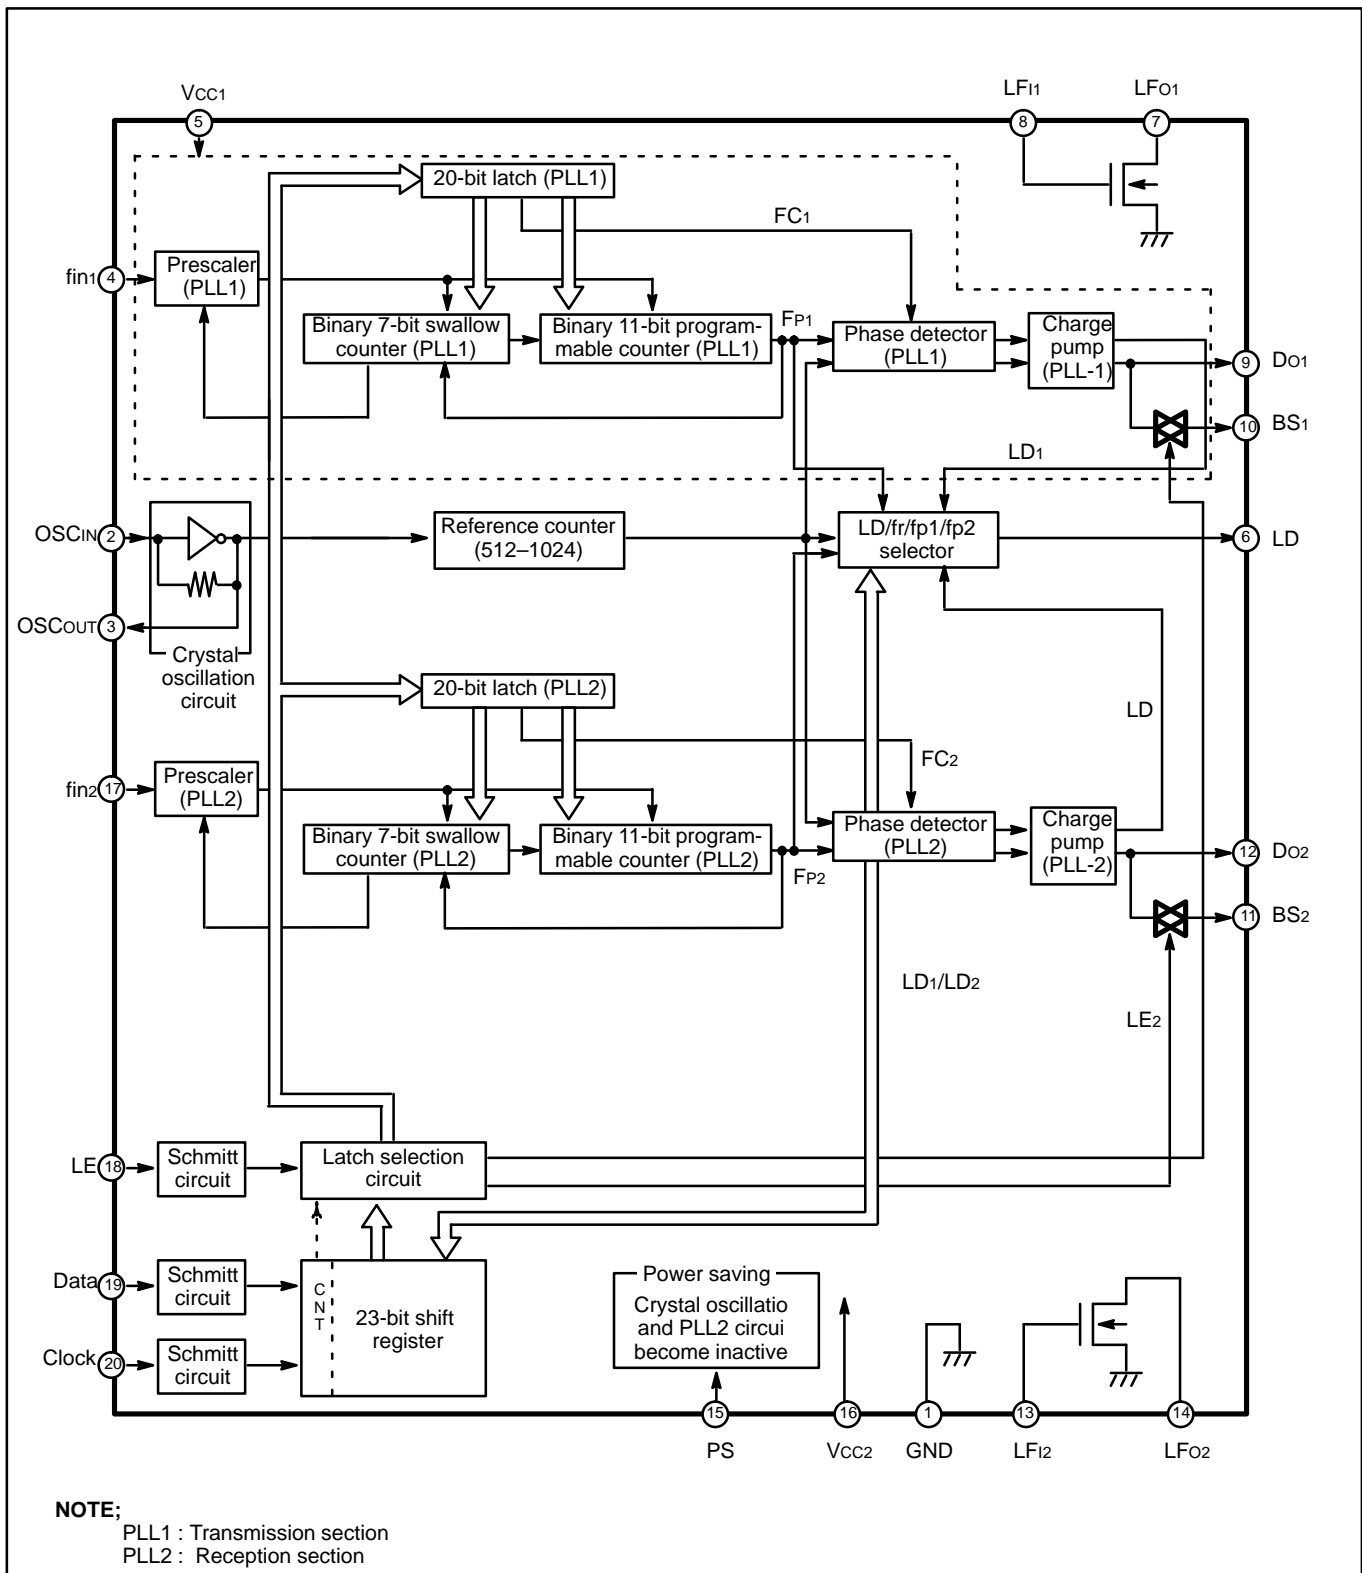 VCC1
LFI1
LFO1
5
8
7
20-bit latch (PLL1)
FC1
fin1
4
Prescaler
(PLL1)
Binary 7-bit swallow
counter (PLL1)
Binary 11-bit program-
mable counter (PLL1)
FP1
Phase detector
(PLL1)
Charge
pump
(PLL-1)
9
DO1
10
BS1
LD1
OSCIN
2
Reference counter
(512–1024)
LD/fr/fp1/fp2
selector
6
LD
OSCOUT
3
Crystal
oscillation
circuit
20-bit latch (PLL2)
LD
FC2
fin2
17
Prescaler
(PLL2)
Binary 7-bit swallow
counter (PLL2)
Binary 11-bit program-
mable counter (PLL2)
FP2
Phase detector
(PLL2)
Charge
pump
(PLL-2)
12
DO2
11
BS2
LD1/LD2
LE2
LE
18
Schmitt
circuit
Latch selection
circuit
Data
19
Schmitt
circuit
CNT
23-bit shift
register
Clock
20
Schmitt
circuit
Power saving
Crystal oscillatio
and PLL2 circui
become inactive
15
16
1
13
14
PS
VCC2
GND
LFI2
LFO2
NOTE;
PLL1 : Transmission section
PLL2 : Reception section